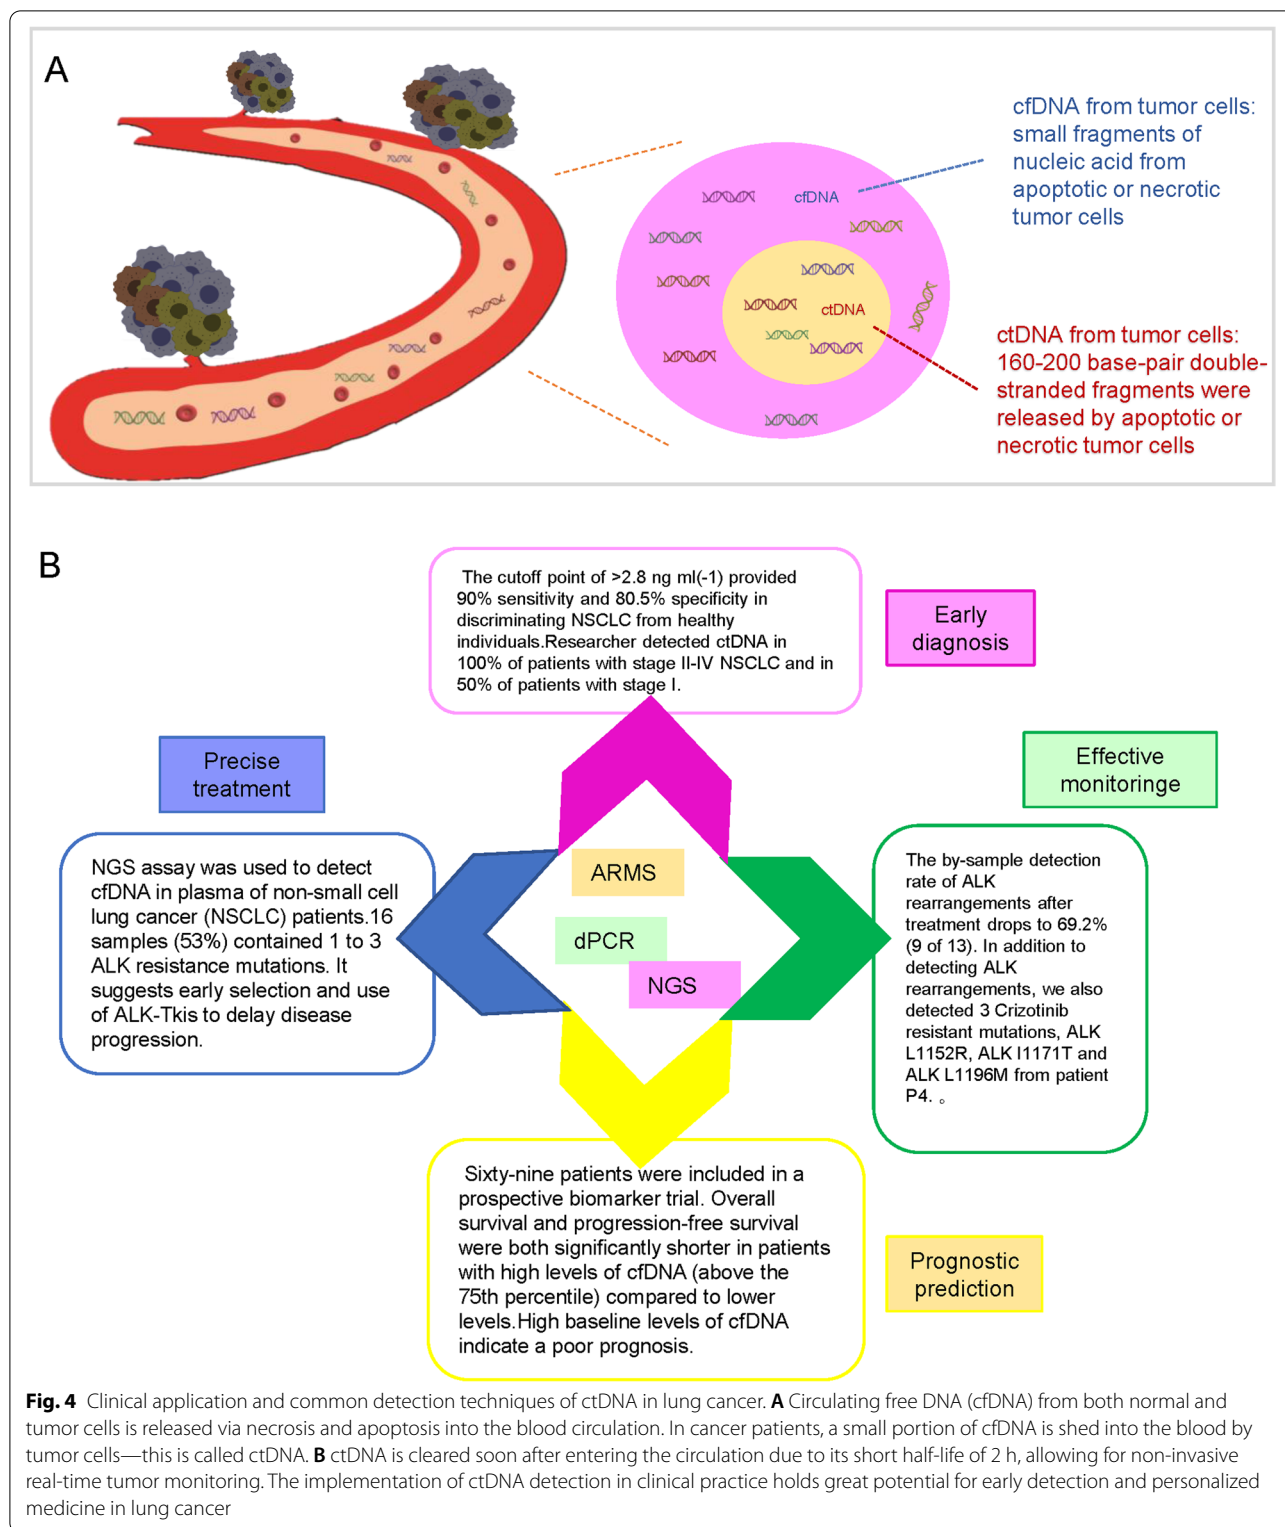 A
cfDNA from tumor cells:
small fragments of
nucleic acid from
apoptotic or necrotic
tumor cells
cfDNA
ctDNA
ctDNA from tumor cells:
160-200 base-pair double-
stranded fragments were
released by apoptotic or
necrotic tumor cells
B
The cutoff point of >2.8 ng ml(-1) provided
90% sensitivity and 80.5% specificity in
discriminating NSCLC from healthy
individuals.Researcher detected ctDNA in
100% of patients with stage II-IV NSCLC and in
50% of patients with stage I.
Early
diagnosis
Precise
treatment
Effective
monitoringe
NGS assay was used to detect
cfDNA in plasma of non-small cell
lung cancer (NSCLC) patients.16
samples (53%) contained 1 to 3
ALK resistance mutations. It
suggests early selection and use
of ALK-Tkis to delay disease
progression.
ARMS
dPCR
NGS
The by-sample detection
rate of ALK
rearrangements after
treatment drops to 69.2%
(9 of 13). In addition to
detecting ALK
rearrangements, we also
detected 3 Crizotinib
resistant mutations, ALK
L1152R, ALK I1171T and
ALK L1196M from patient
P4. 。
Sixty-nine patients were included in a
prospective biomarker trial. Overall
survival and progression-free survival
were both significantly shorter in patients
with high levels of cfDNA (above the
75th percentile) compared to lower
levels.High baseline levels of cfDNA
indicate a poor prognosis.
Prognostic
prediction
Fig. 4 Clinical application and common detection techniques of ctDNA in lung cancer. A Circulating free DNA (cfDNA) from both normal and
tumor cells is released via necrosis and apoptosis into the blood circulation. In cancer patients, a small portion of cfDNA is shed into the blood by
tumor cells—this is called ctDNA. B ctDNA is cleared soon after entering the circulation due to its short half-life of 2 h, allowing for non-invasive
real-time tumor monitoring. The implementation of ctDNA detection in clinical practice holds great potential for early detection and personalized
medicine in lung cancer